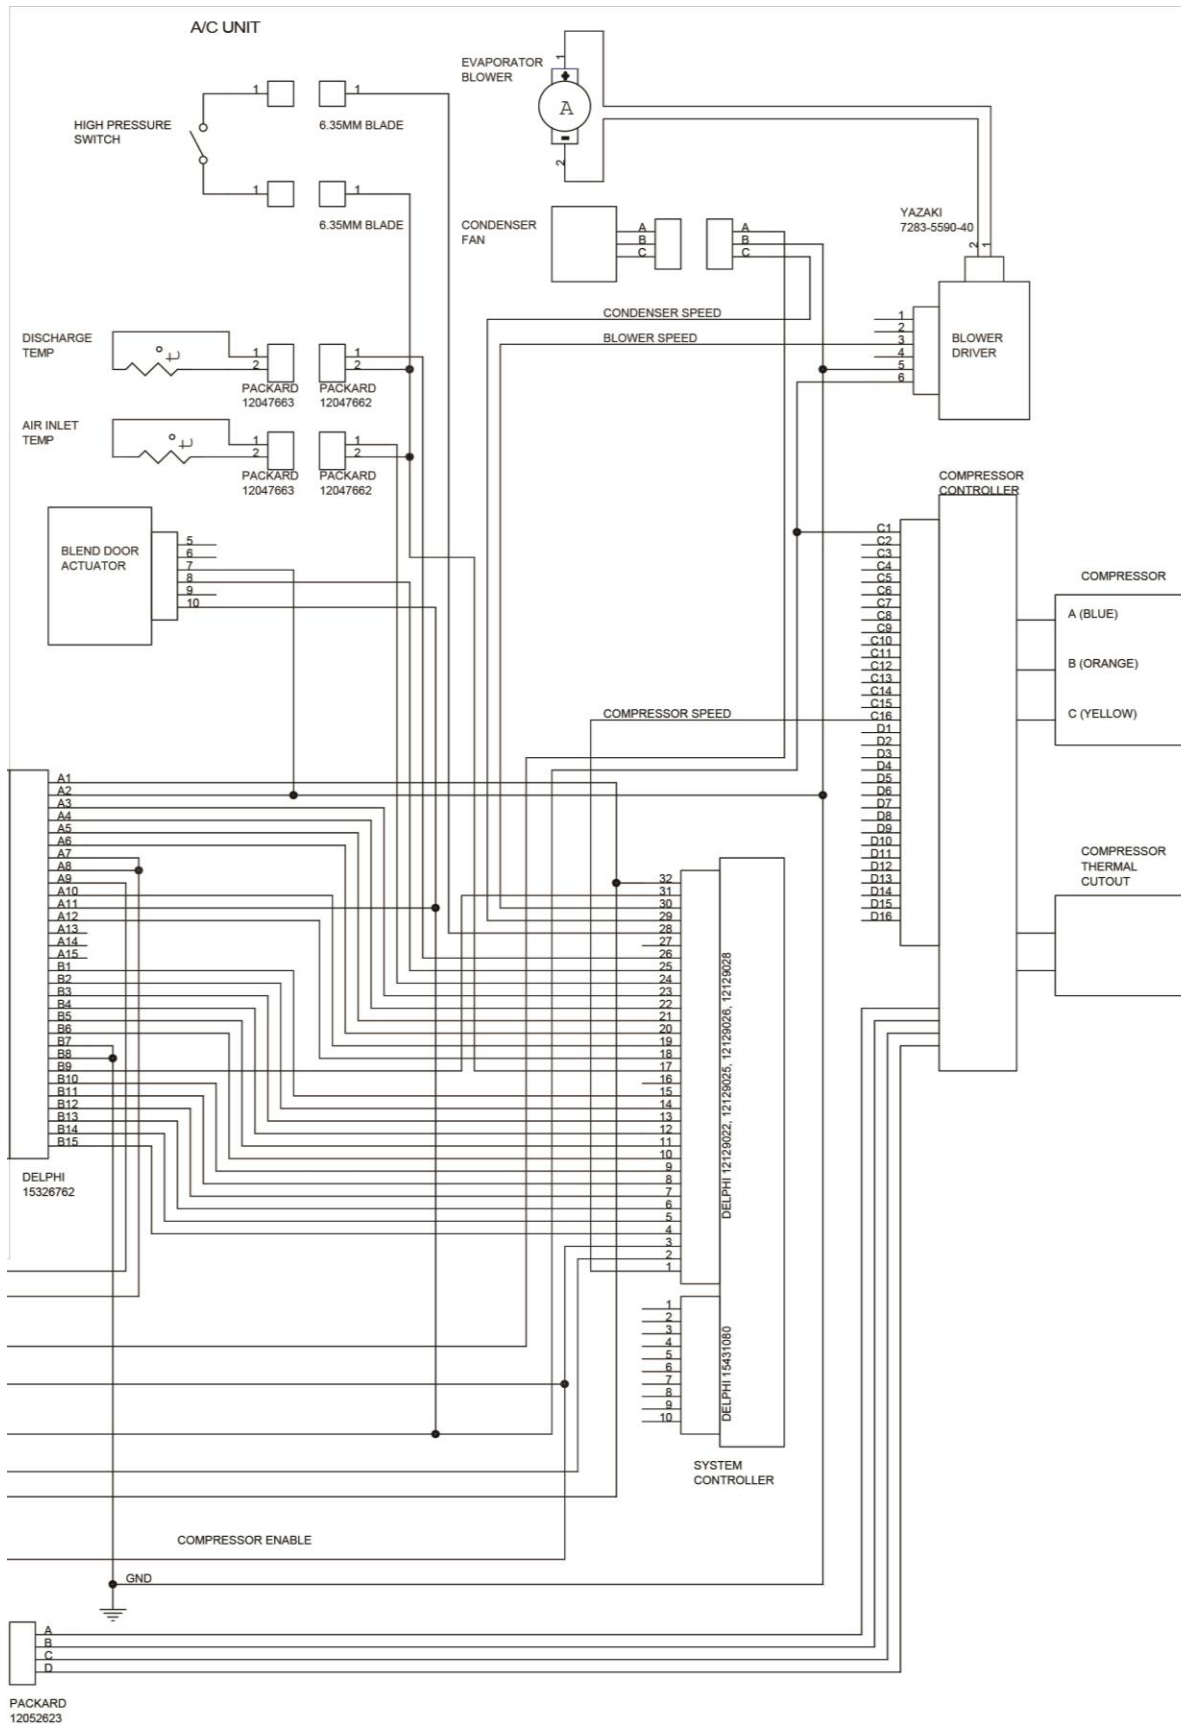 A/C UNIT
HIGH PRESSURE
SWITCH
1
1
6.35MM BLADE
1
1
6.35MM BLADE
EVAPORATOR
BLOWER
1
+
A
-
2
CONDENSER
FAN
A
B
C
A
B
C
YAZAKI
7283-5590-40
2
1
CONDENSER SPEED
BLOWER SPEED
1
2
3
4
5
6
BLOWER
DRIVER
DISCHARGE
TEMP
1
2
1
2
PACKARD
12047663
PACKARD
12047662
AIR INLET
TEMP
1
2
1
2
PACKARD
12047663
PACKARD
12047662
BLEND DOOR
ACTUATOR
5
6
7
8
9
10
COMPRESSOR
CONTROLLER
C1
C2
C3
C4
C5
C6
C7
C8
C9
C10
C11
C12
C13
C14
C15
C16
D1
D2
D3
D4
D5
D6
D7
D8
D9
D10
D11
D12
D13
D14
D15
D16
COMPRESSOR
A (BLUE)
B (ORANGE)
C (YELLOW)
COMPRESSOR SPEED
COMPRESSOR
THERMAL
CUTOUT
A1
A2
A3
A4
A5
A6
A7
A8
A9
A10
A11
A12
A13
A14
A15
B1
B2
B3
B4
B5
B6
B7
B8
B9
B10
B11
B12
B13
B14
B15
DELPHI
15326762
32
31
30
29
28
27
26
25
24
23
22
21
20
19
18
17
16
15
14
13
12
11
10
9
8
7
6
5
4
3
2
1
DELPHI 12129022, 12129025, 12129026, 12129028
1
2
3
4
5
6
7
8
9
10
DELPHI 15431080
SYSTEM
CONTROLLER
COMPRESSOR ENABLE
GND
A
B
C
D
PACKARD
12052623